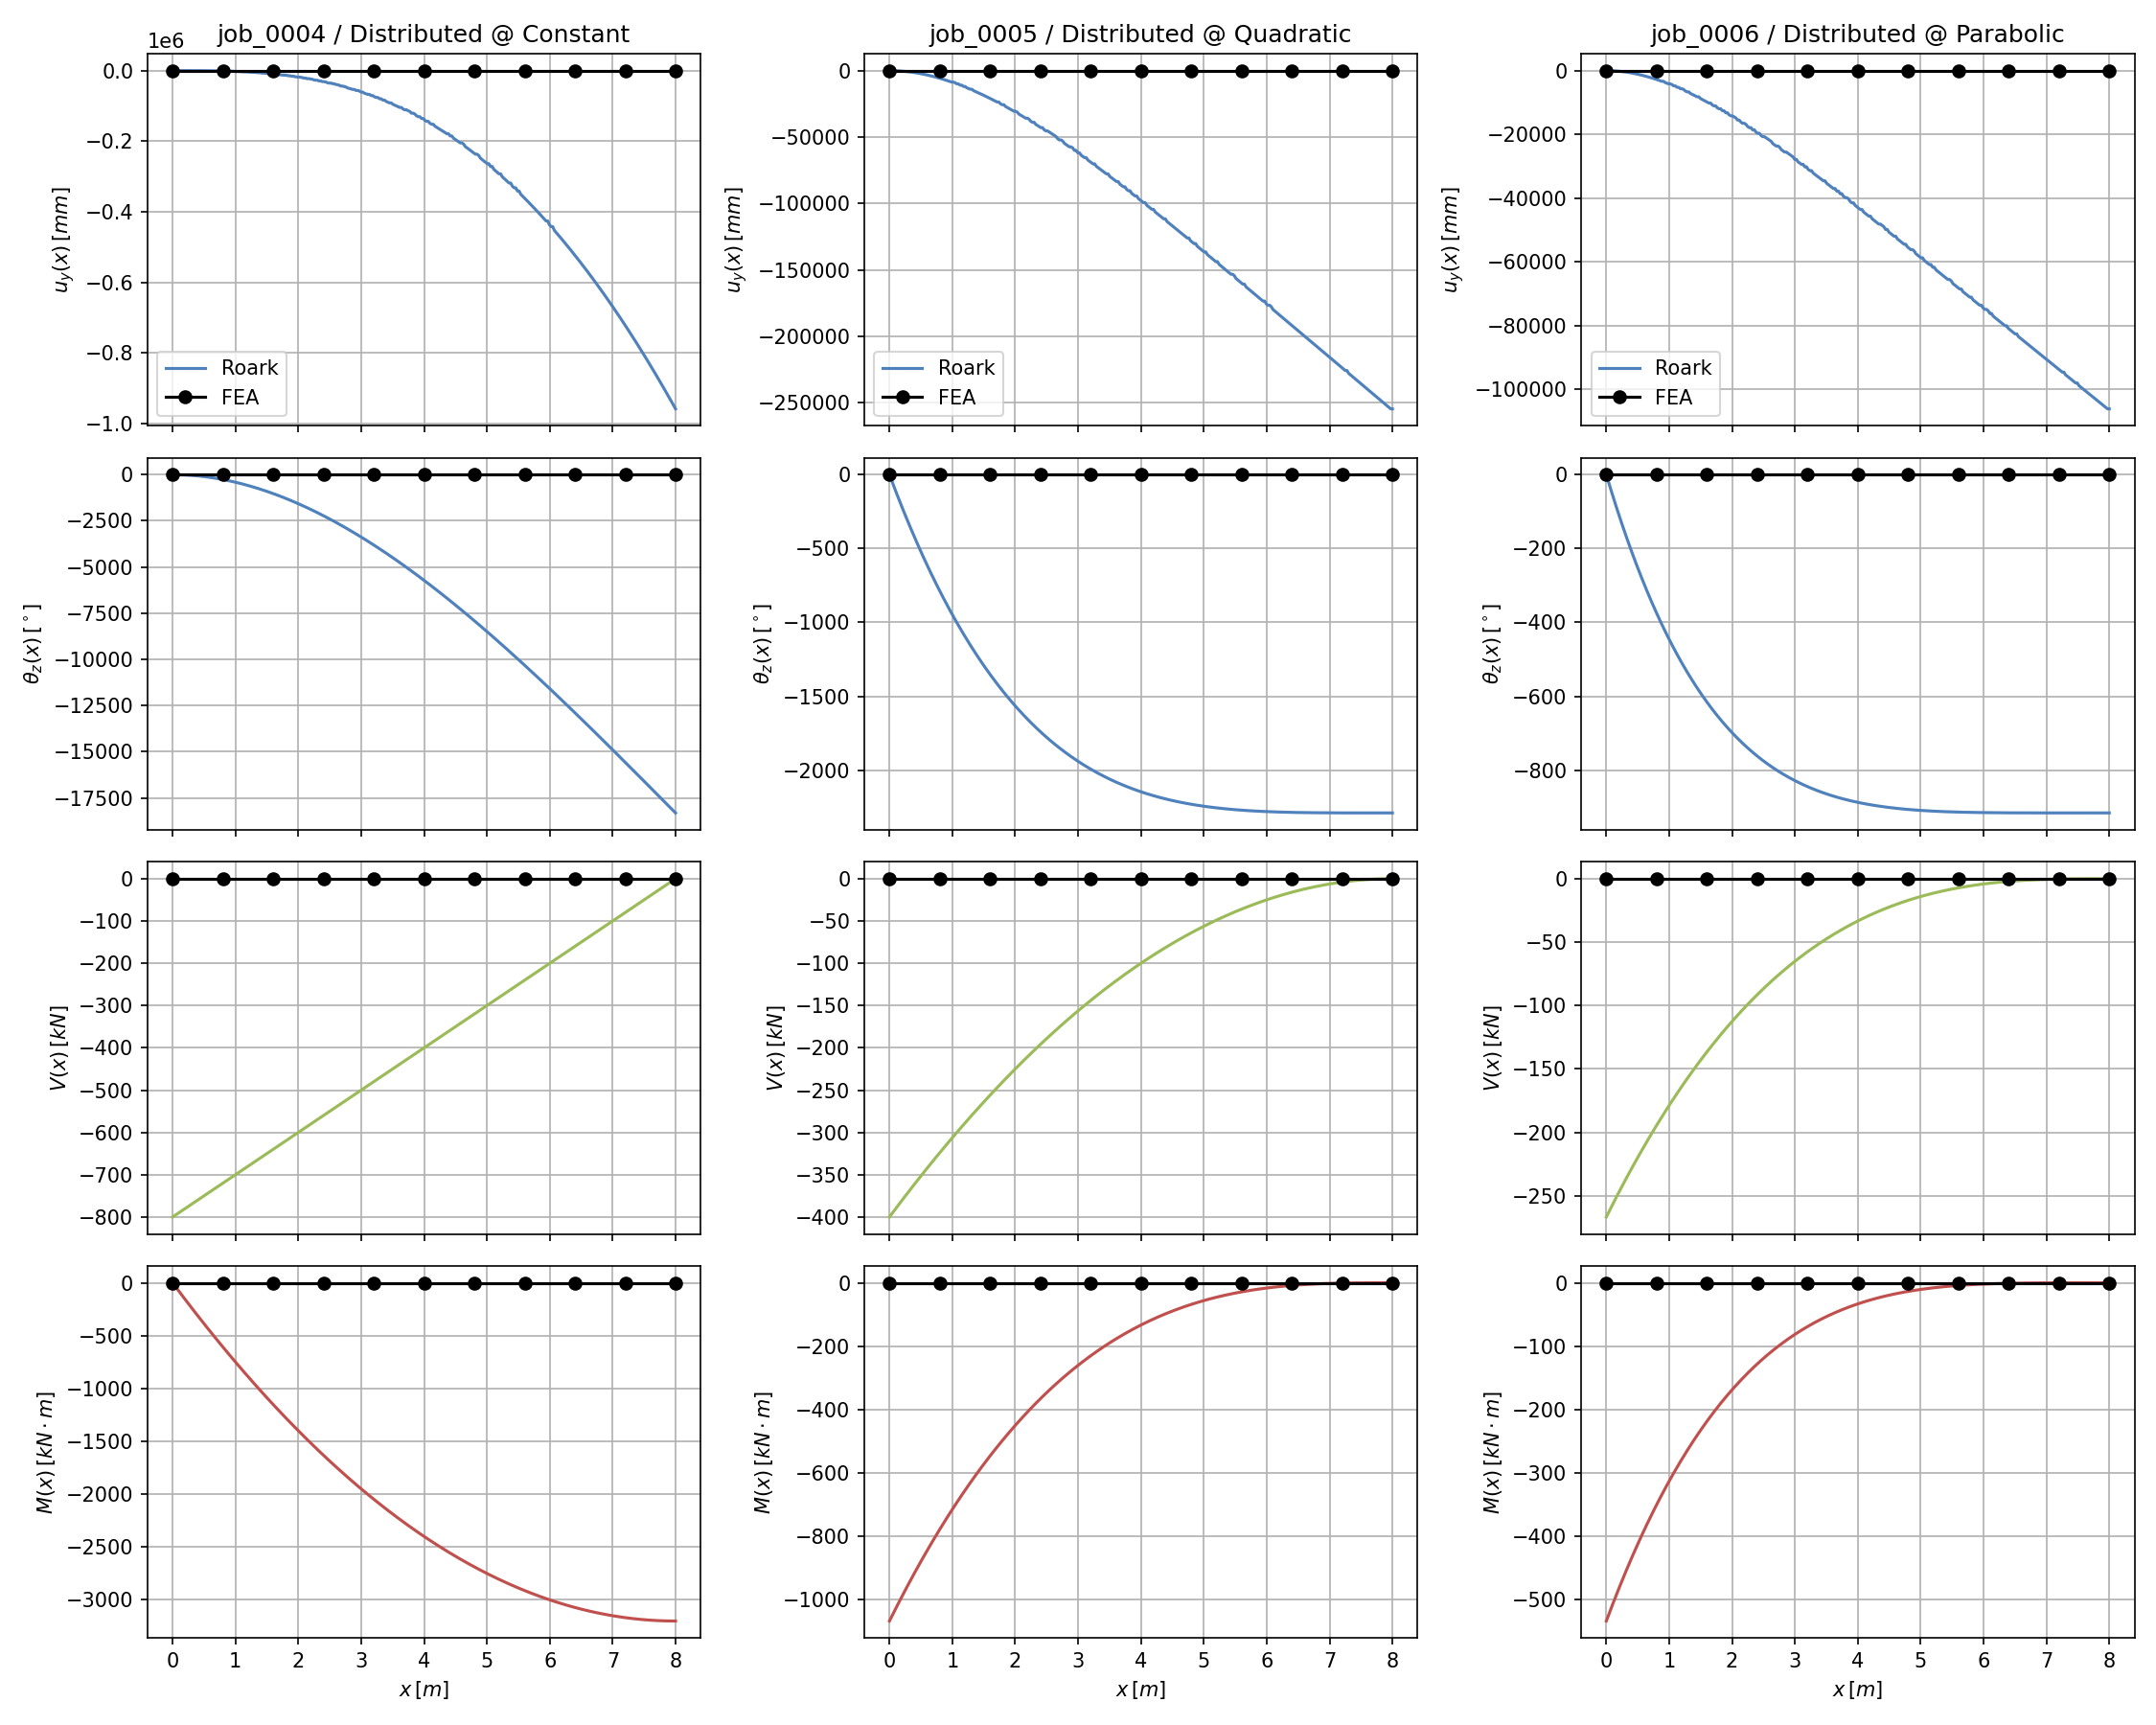 job_0004 / Distributed @ Constant
1e6
0.0
−0.2
−0.4
−0.6
−0.8
−1.0
u_y(x) [mm]
Roark
FEA
job_0005 / Distributed @ Quadratic
0
−50000
−100000
−150000
−200000
−250000
u_y(x) [mm]
Roark
FEA
job_0006 / Distributed @ Parabolic
0
−20000
−40000
−60000
−80000
−100000
u_y(x) [mm]
Roark
FEA
0
−2500
−5000
−7500
−10000
−12500
−15000
−17500
θ_z(x) [°]
0
−500
−1000
−1500
−2000
θ_z(x) [°]
0
−200
−400
−600
−800
θ_z(x) [°]
0
−100
−200
−300
−400
−500
−600
−700
−800
V(x) [kN]
0
−50
−100
−150
−200
−250
−300
−350
−400
V(x) [kN]
0
−50
−100
−150
−200
−250
V(x) [kN]
0
−500
−1000
−1500
−2000
−2500
−3000
M(x) [kN · m]
0 1 2 3 4 5 6 7 8
x [m]
0
−200
−400
−600
−800
−1000
M(x) [kN · m]
0 1 2 3 4 5 6 7 8
x [m]
0
−100
−200
−300
−400
−500
M(x) [kN · m]
0 1 2 3 4 5 6 7 8
x [m]